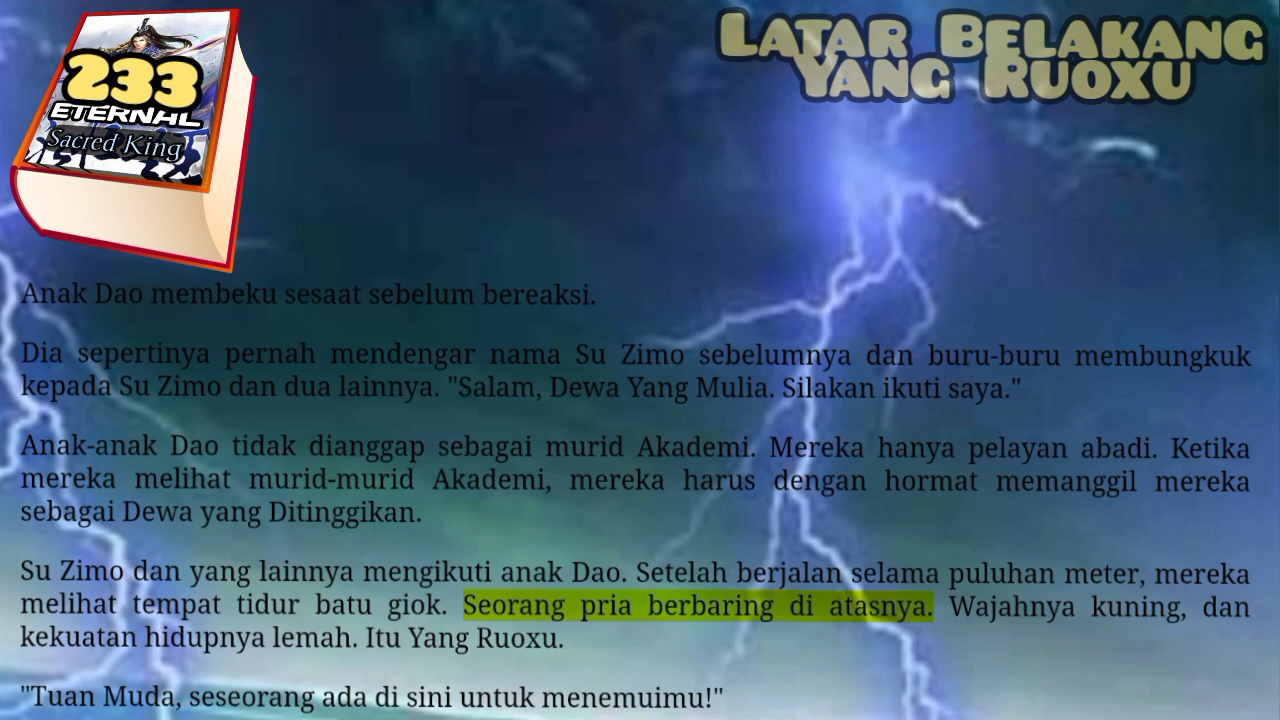 233
ETERNAL
Sacred King
LATAR BELAKANG
YANG RUOXU
Anak Dao membeku sesaat sebelum bereaksi.
Dia sepertinya pernah mendengar nama Su Zimo sebelumnya dan buru-buru membungkuk
kepada Su Zimo dan dua lainnya. "Salam, Dewa Yang Mulia. Silakan ikuti saya."
Anak-anak Dao tidak dianggap sebagai murid Akademi. Mereka hanya pelayan abadi. Ketika
mereka melihat murid-murid Akademi, mereka harus dengan hormat memanggil mereka
sebagai Dewa yang Ditinggikan.
Su Zimo dan yang lainnya mengikuti anak Dao. Setelah berjalan selama puluhan meter, mereka
melihat tempat tidur batu giok. Seorang pria berbaring di atasnya. Wajahnya kuning, dan
kekuatan hidupnya lemah. Itu Yang Ruoxu.
"Tuan Muda, seseorang ada di sini untuk menemuimu!"